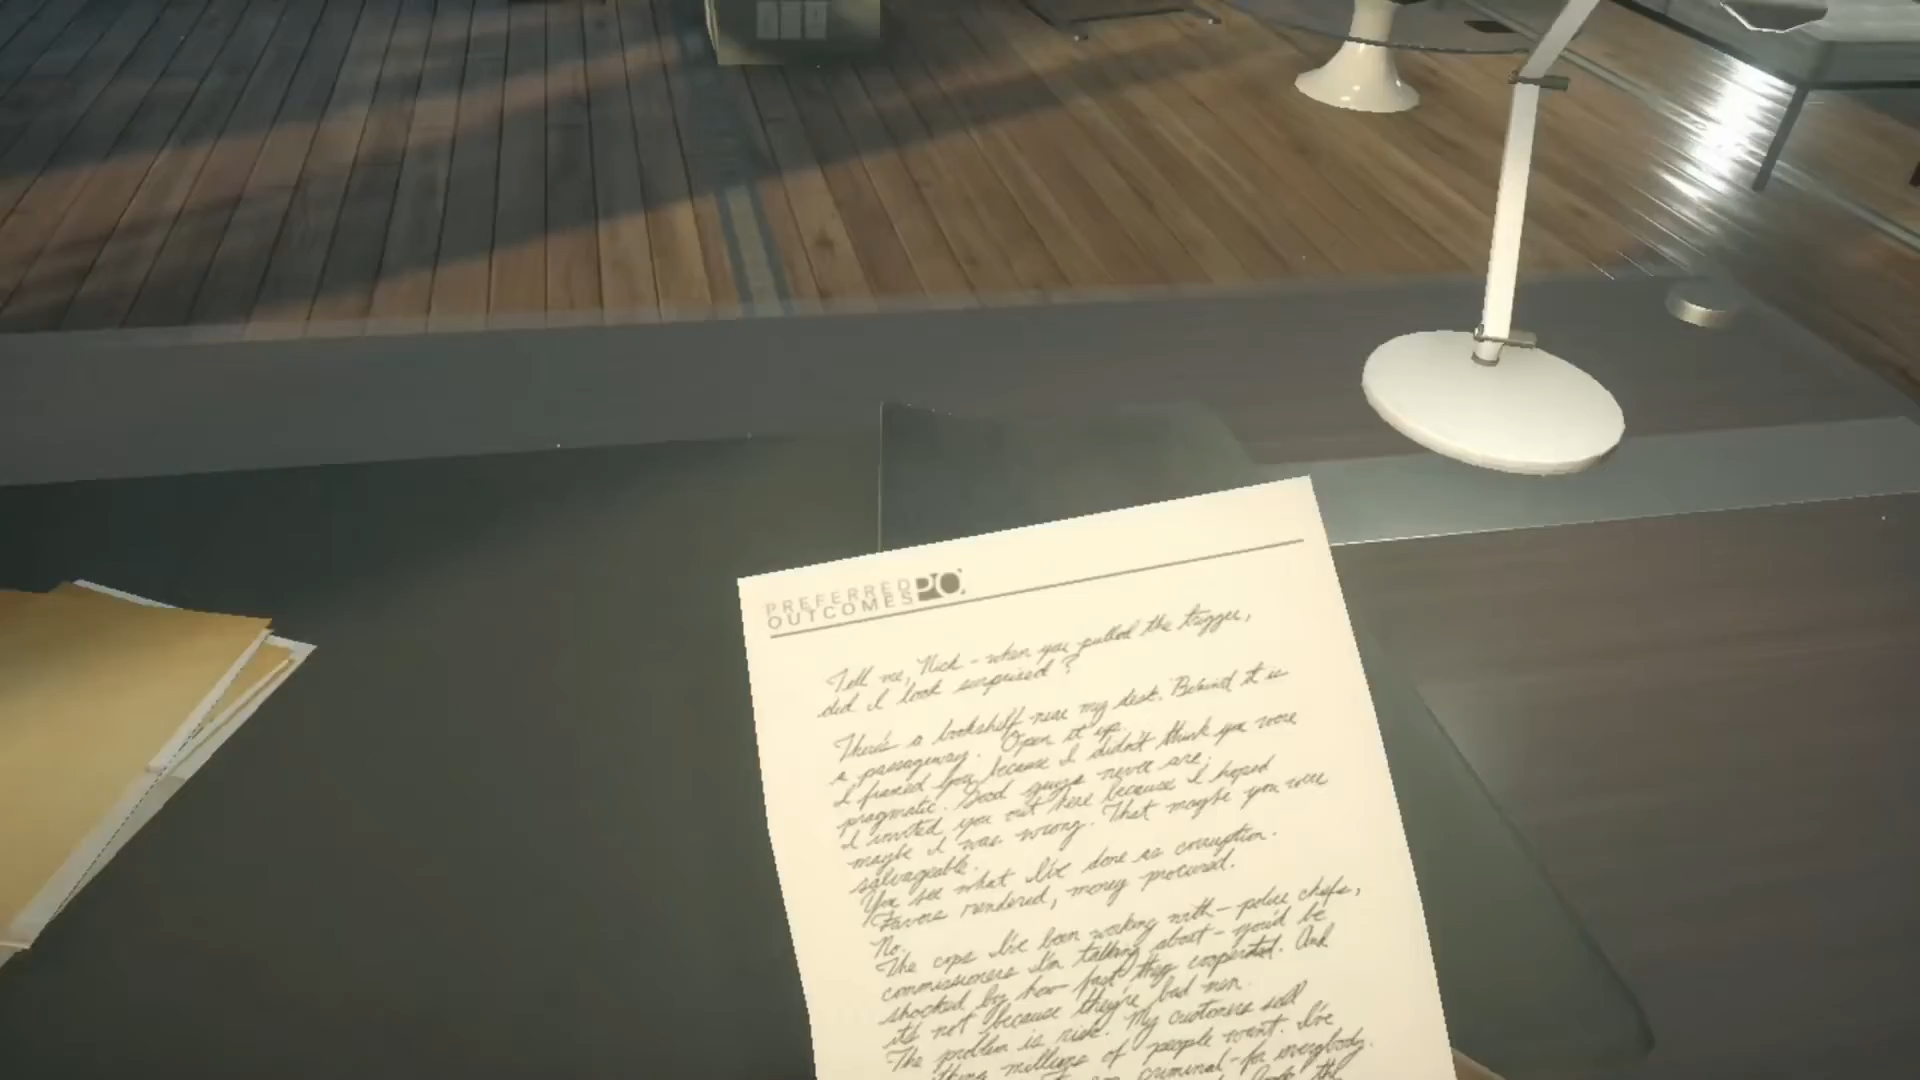 PREFERRED
OUTCOMES PO
Tell me, Nick - when you pulled the trigger,
did I look surprised?
There's a bookshelf near my desk. Behind it is
a passageway. Open it up.
I framed you because I didn't think you were
pragmatic. Good guys never are.
I invited you out here because I hoped
maybe I was wrong. That maybe you were
salvageable.
You see what I've done as corruption.
Favors rendered, money procured.
No.
The cops I've been working with - police chiefs,
commissioners I'm talking about - you'd be
shocked by how fast they cooperated. And
it's not because they're bad men.
The problem is risk. My customers sell
thing millions of people want. I've
criminal - for everybody.
the